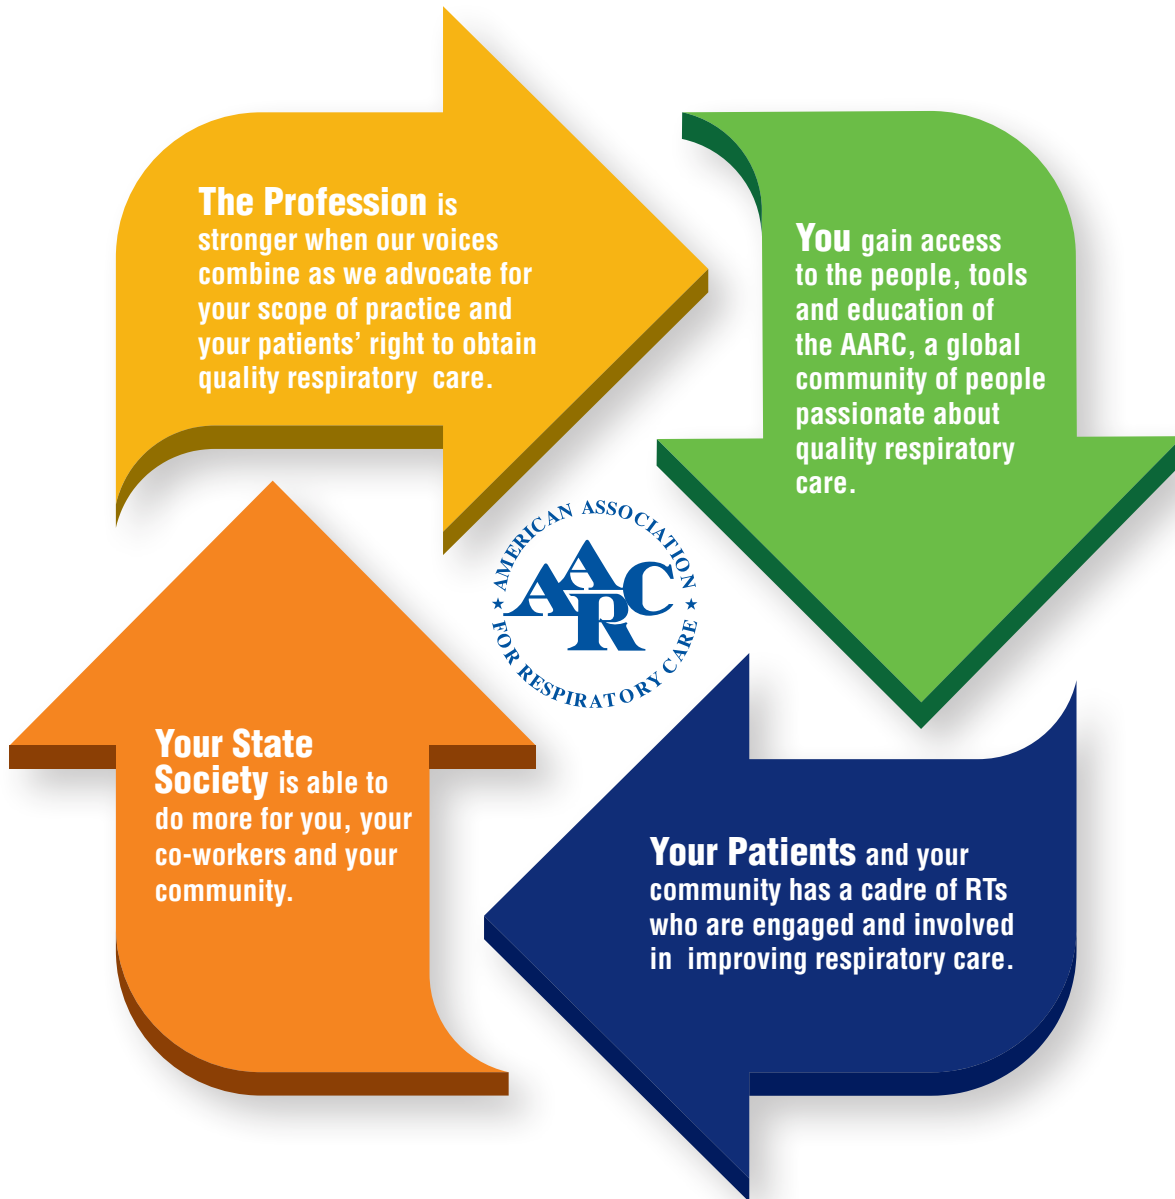 The Profession is
stronger when our voices
combine as we advocate for
your scope of practice and
your patients’ right to obtain
quality respiratory care.
You gain access
to the people, tools
and education of
the AARC, a global
community of people
passionate about
quality respiratory
care.
AMERICAN ASSOCIATION
AARC
FOR RESPIRATORY CARE
Your State
Society is able to
do more for you, your
co-workers and your
community.
Your Patients and your
community has a cadre of RTs
who are engaged and involved
in improving respiratory care.